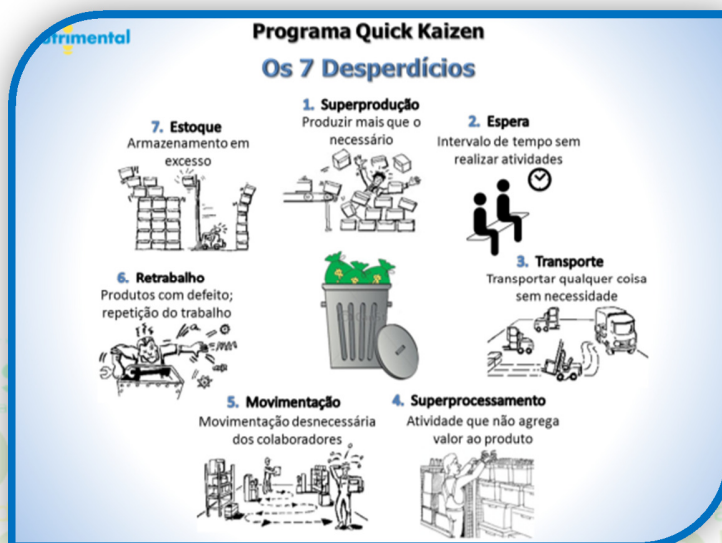 Programa Quick Kaizen
Os 7 Desperdícios
1. Superprodução
Produzir mais que o
necessário
2. Espera
Intervalo de tempo sem
realizar atividades
3. Transporte
Transportar qualquer coisa
sem necessidade
4. Superprocessamento
Atividade que não agrega
valor ao produto
5. Movimentação
Movimentação desnecessária
dos colaboradores
6. Retrabalho
Produtos com defeito;
repetição do trabalho
7. Estoque
Armazenamento em
excesso